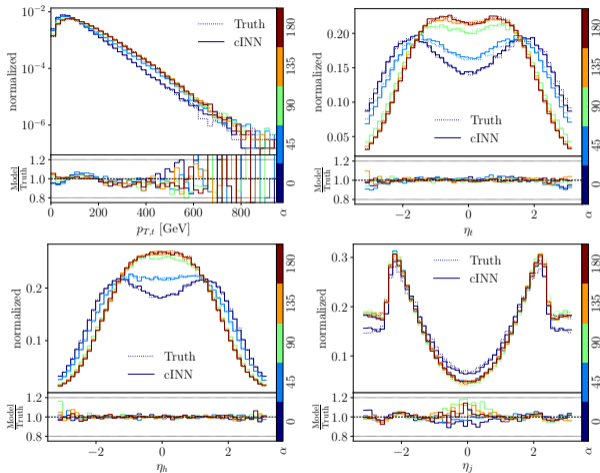 normalized
10⁻²
10⁻⁴
10⁻⁶
Truth
cINN
180
135
90
45
0
α
Model
Truth
1.2
1.0
0.8
0 200 400 600 800
p_{T,t} [GeV]
normalized
0.20
0.15
0.10
0.05
Truth
cINN
180
135
90
45
0
α
Model
Truth
1.2
1.0
0.8
−2 0 2
η_t
normalized
0.2
0.1
Truth
cINN
180
135
90
45
0
α
Model
Truth
1.2
1.0
0.8
−2 0 2
η_h
normalized
0.3
0.2
0.1
Truth
cINN
180
135
90
45
0
α
Model
Truth
1.2
1.0
0.8
−2 0 2
η_j